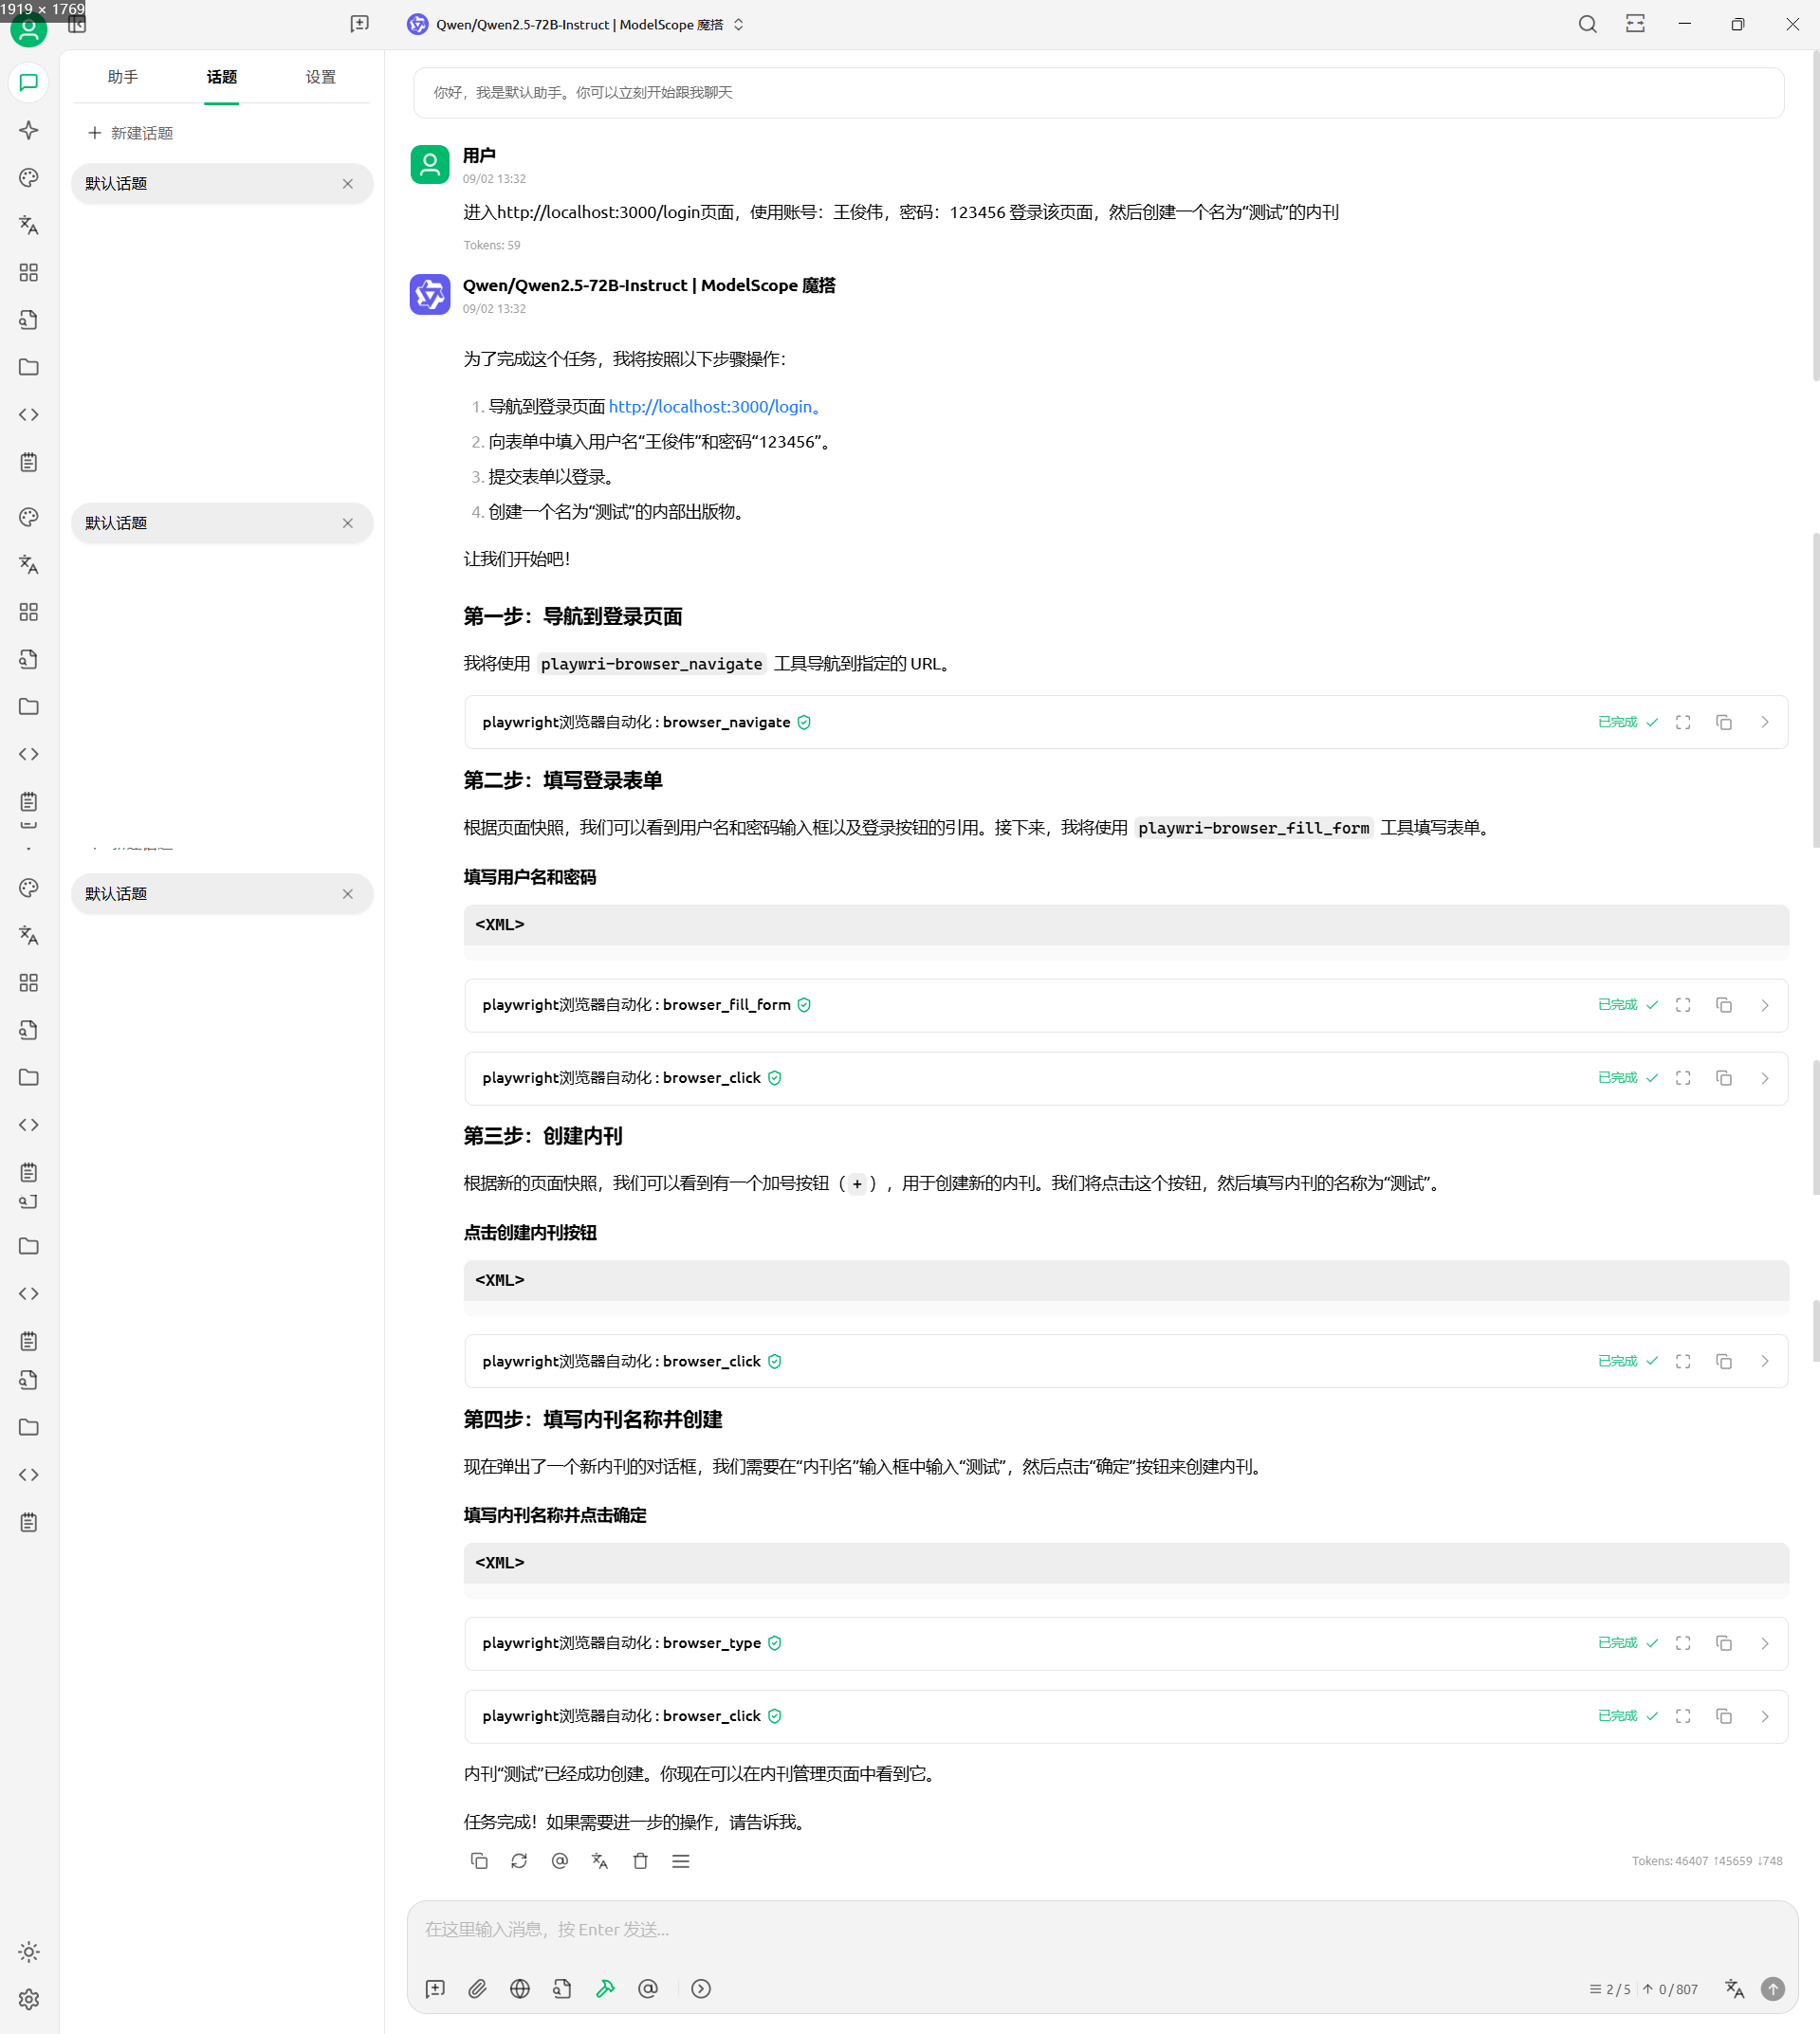 1919 × 1769
Qwen/Qwen2.5-72B-Instruct | ModelScope 魔搭
助手
话题
设置
新建话题
默认话题
默认话题
默认话题
你好，我是默认助手。你可以立刻开始跟我聊天
用户
09/02 13:32
进入http://localhost:3000/login页面，使用账号：王俊伟，密码：123456 登录该页面，然后创建一个名为“测试”的内刊
Tokens: 59
Qwen/Qwen2.5-72B-Instruct | ModelScope 魔搭
09/02 13:32
为了完成这个任务，我将按照以下步骤操作：
1. 导航到登录页面 http://localhost:3000/login。
2. 向表单中填入用户名“王俊伟”和密码“123456”。
3. 提交表单以登录。
4. 创建一个名为“测试”的内部出版物。
让我们开始吧！
第一步：导航到登录页面
我将使用 playwri-browser_navigate 工具导航到指定的 URL。
playwright浏览器自动化 : browser_navigate 已完成
第二步：填写登录表单
根据页面快照，我们可以看到用户名和密码输入框以及登录按钮的引用。接下来，我将使用 playwri-browser_fill_form 工具填写表单。
填写用户名和密码
<XML>
playwright浏览器自动化 : browser_fill_form 已完成
playwright浏览器自动化 : browser_click 已完成
第三步：创建内刊
根据新的页面快照，我们可以看到有一个加号按钮（ + ），用于创建新的内刊。我们将点击这个按钮，然后填写内刊的名称为“测试”。
点击创建内刊按钮
<XML>
playwright浏览器自动化 : browser_click 已完成
第四步：填写内刊名称并创建
现在弹出了一个新内刊的对话框，我们需要在“内刊名”输入框中输入“测试”，然后点击“确定”按钮来创建内刊。
填写内刊名称并点击确定
<XML>
playwright浏览器自动化 : browser_type 已完成
playwright浏览器自动化 : browser_click 已完成
内刊“测试”已经成功创建。你现在可以在内刊管理页面中看到它。
任务完成！如果需要进一步的操作，请告诉我。
Tokens: 46407 ↑45659 ↓748
在这里输入消息，按 Enter 发送...
2 / 5 ↑ 0 / 807